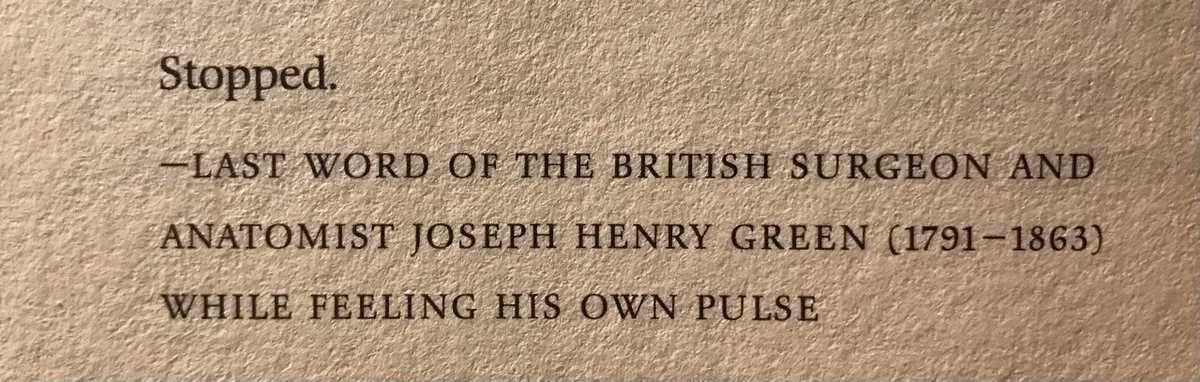 Stopped.
—LAST WORD OF THE BRITISH SURGEON AND
ANATOMIST JOSEPH HENRY GREEN (1791–1863)
WHILE FEELING HIS OWN PULSE